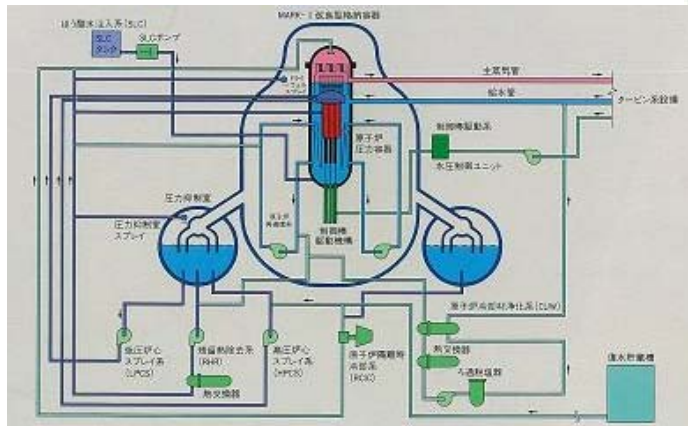 MARK-I 改良型格納容器
ほう酸水注入系(SLC)
SLC
タンク
SLCポンプ
主蒸気管
給水管
タービン系設備
原子炉
圧力容器
制御棒駆動系
水圧制御ユニット
圧力抑制室
圧力抑制室
スプレイ
制御棒
駆動機構
低圧炉心
スプレイ系
(LPCS)
残留熱除去系
(RHR)
熱交換器
高圧炉心
スプレイ系
(HPCS)
原子炉隔離時
冷却系
(RCIC)
原子炉冷却材浄化系(CUW)
熱交換器
ろ過脱塩器
復水貯蔵槽